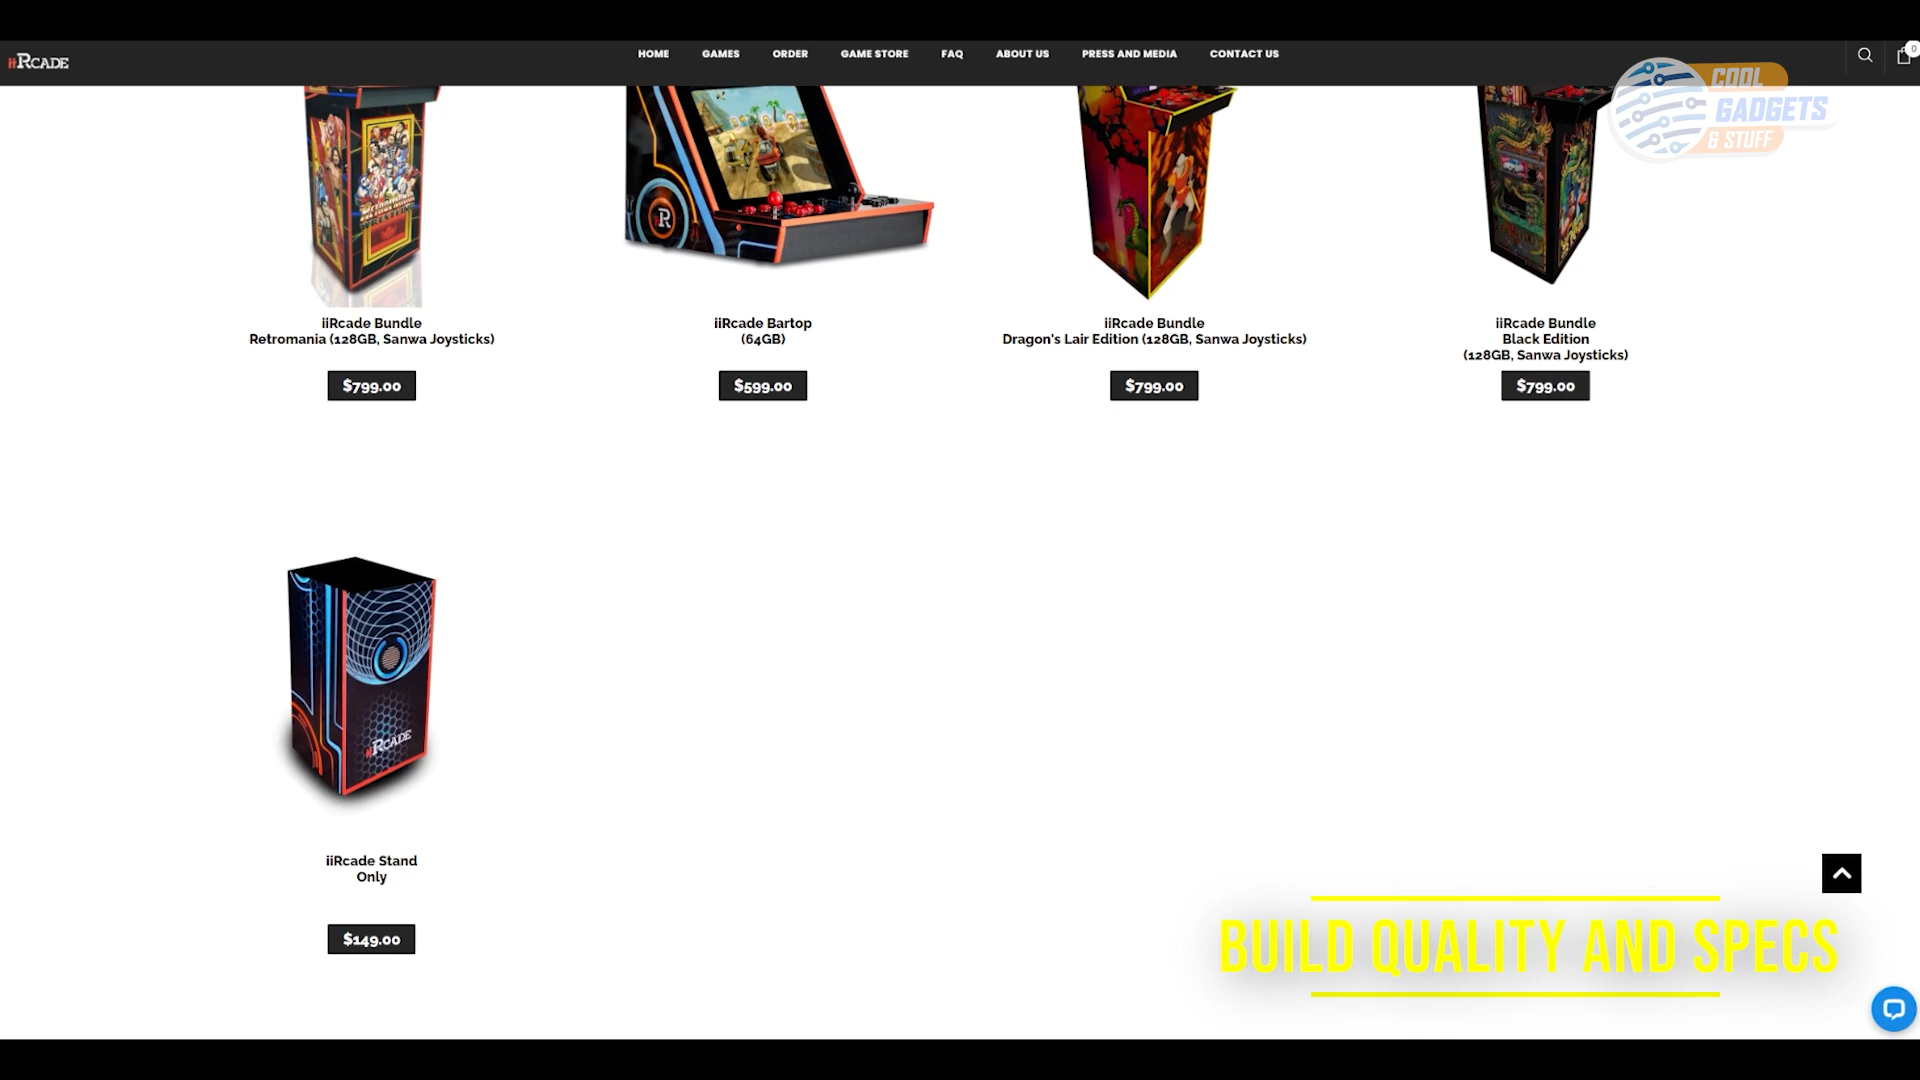 iiRCADE
HOME GAMES ORDER GAME STORE FAQ ABOUT US PRESS AND MEDIA CONTACT US
0
COOL
GADGETS
& STUFF
R
iiRcade Bundle
Retromania (128GB, Sanwa Joysticks)
$799.00
iiRcade Bartop
(64GB)
$599.00
iiRcade Bundle
Dragon's Lair Edition (128GB, Sanwa Joysticks)
$799.00
iiRcade Bundle
Black Edition
(128GB, Sanwa Joysticks)
$799.00
iiRCADE
iiRcade Stand
Only
$149.00
BUILD QUALITY AND SPECS